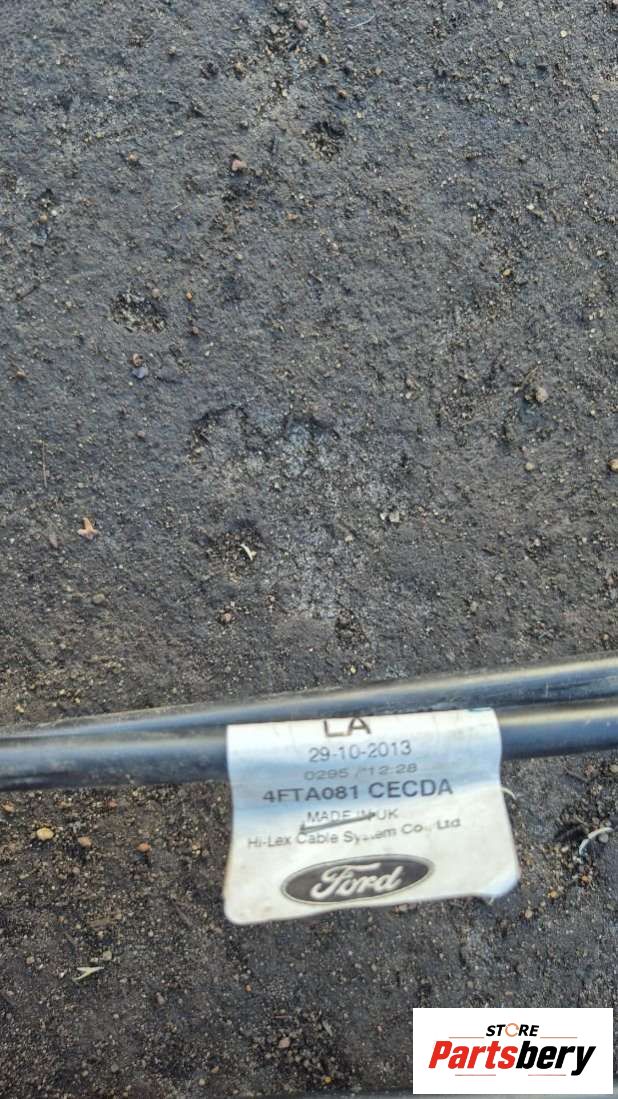 LA
29-10-2013
0295 / 12:28
4FTA081 CECDA
MADE IN UK
Hi-Lex Cable System Co., Ltd
Ford
STORE
Partsbery